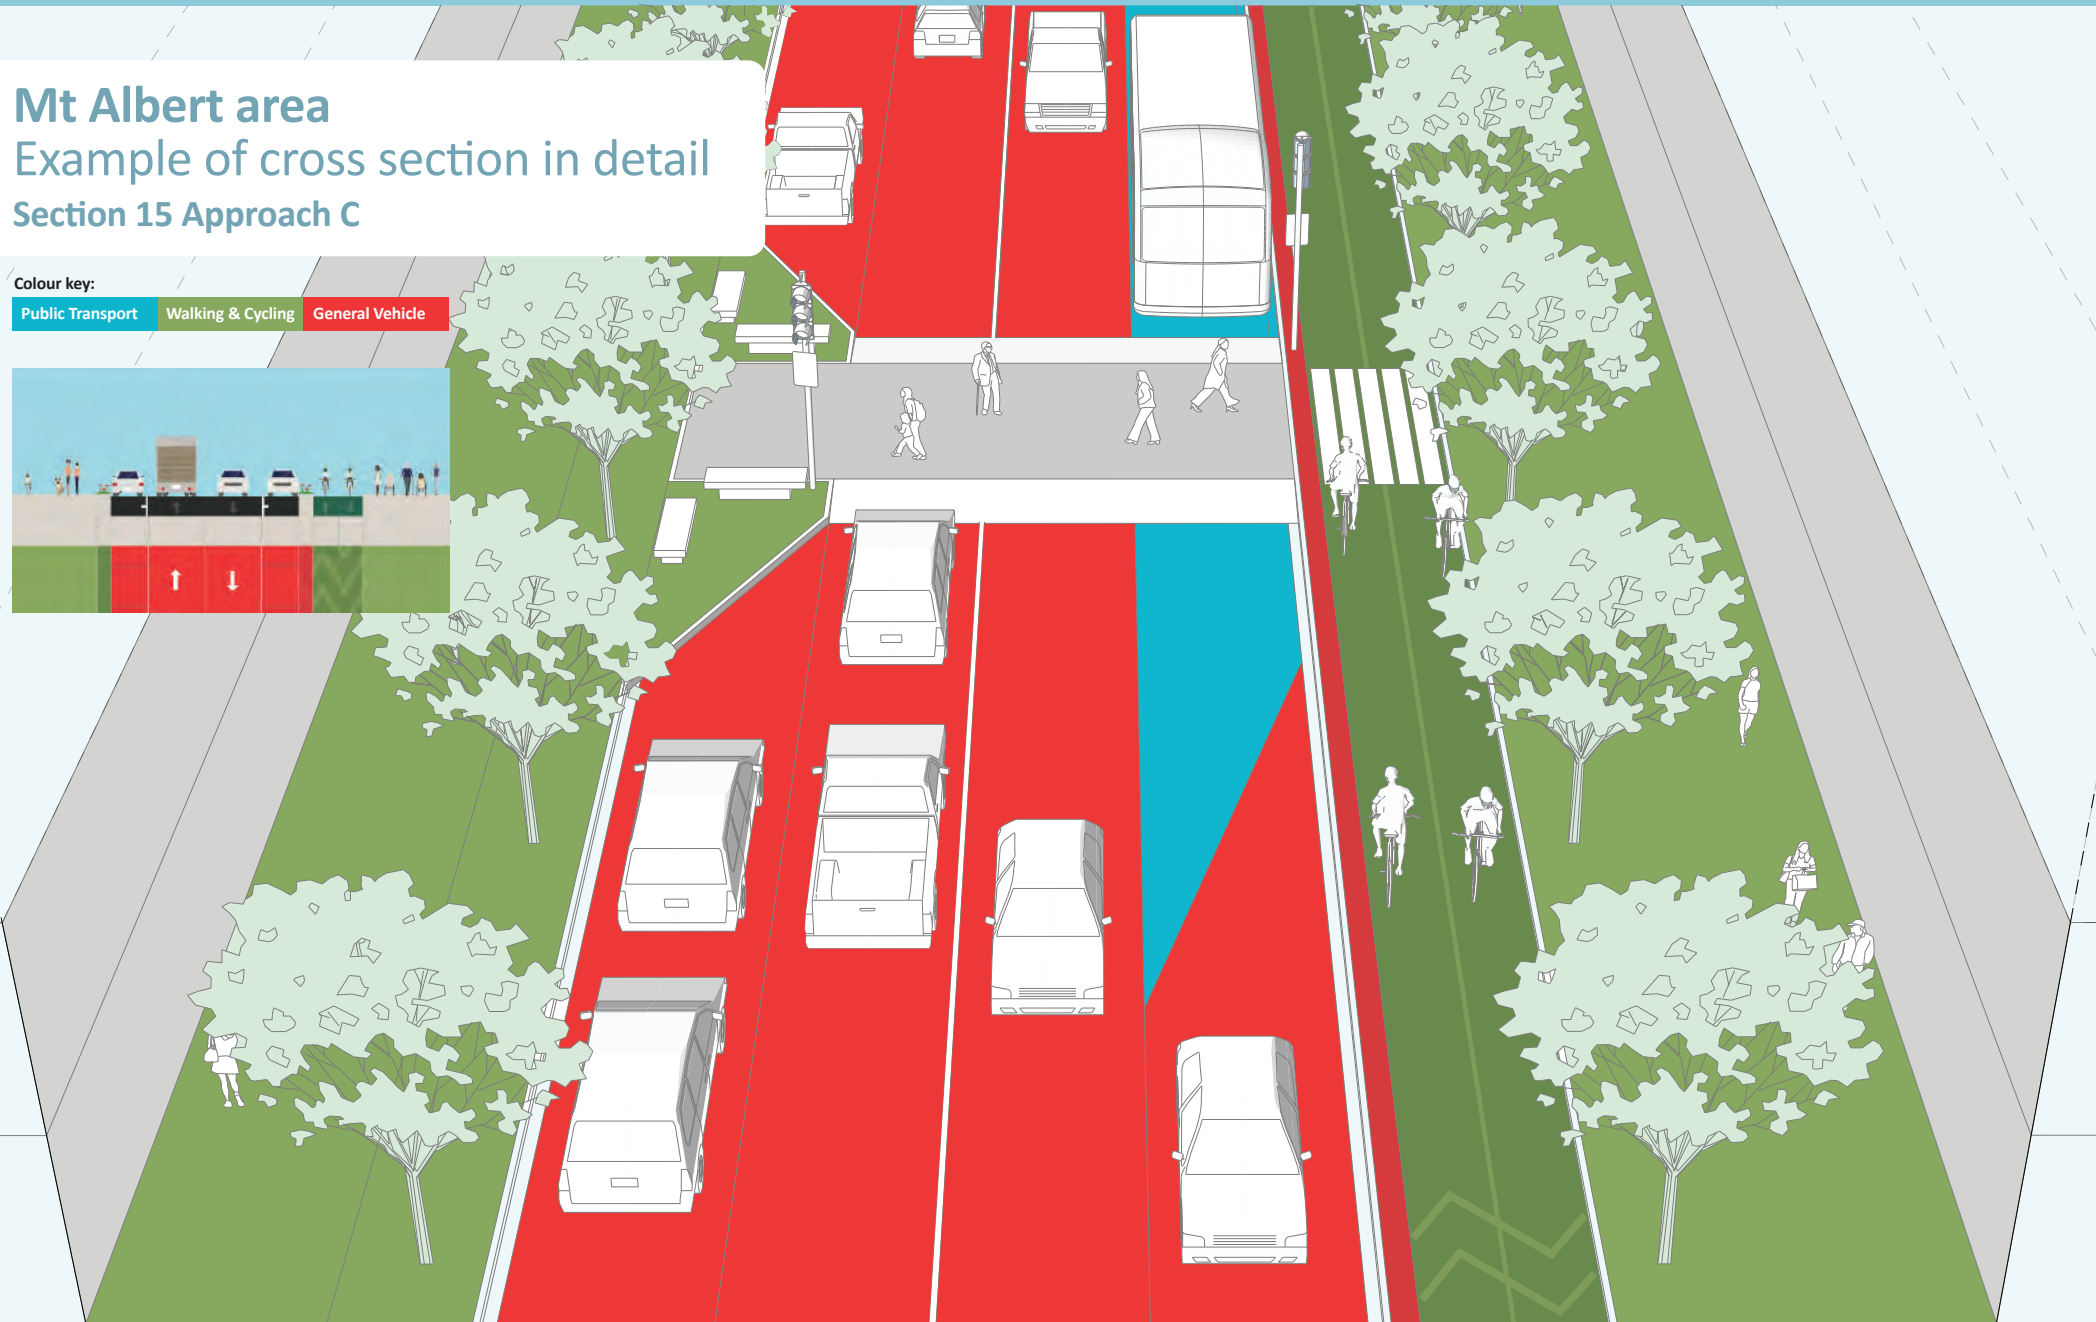 Mt Albert area
Example of cross section in detail
Section 15 Approach C
Colour key:
Public Transport Walking & Cycling General Vehicle